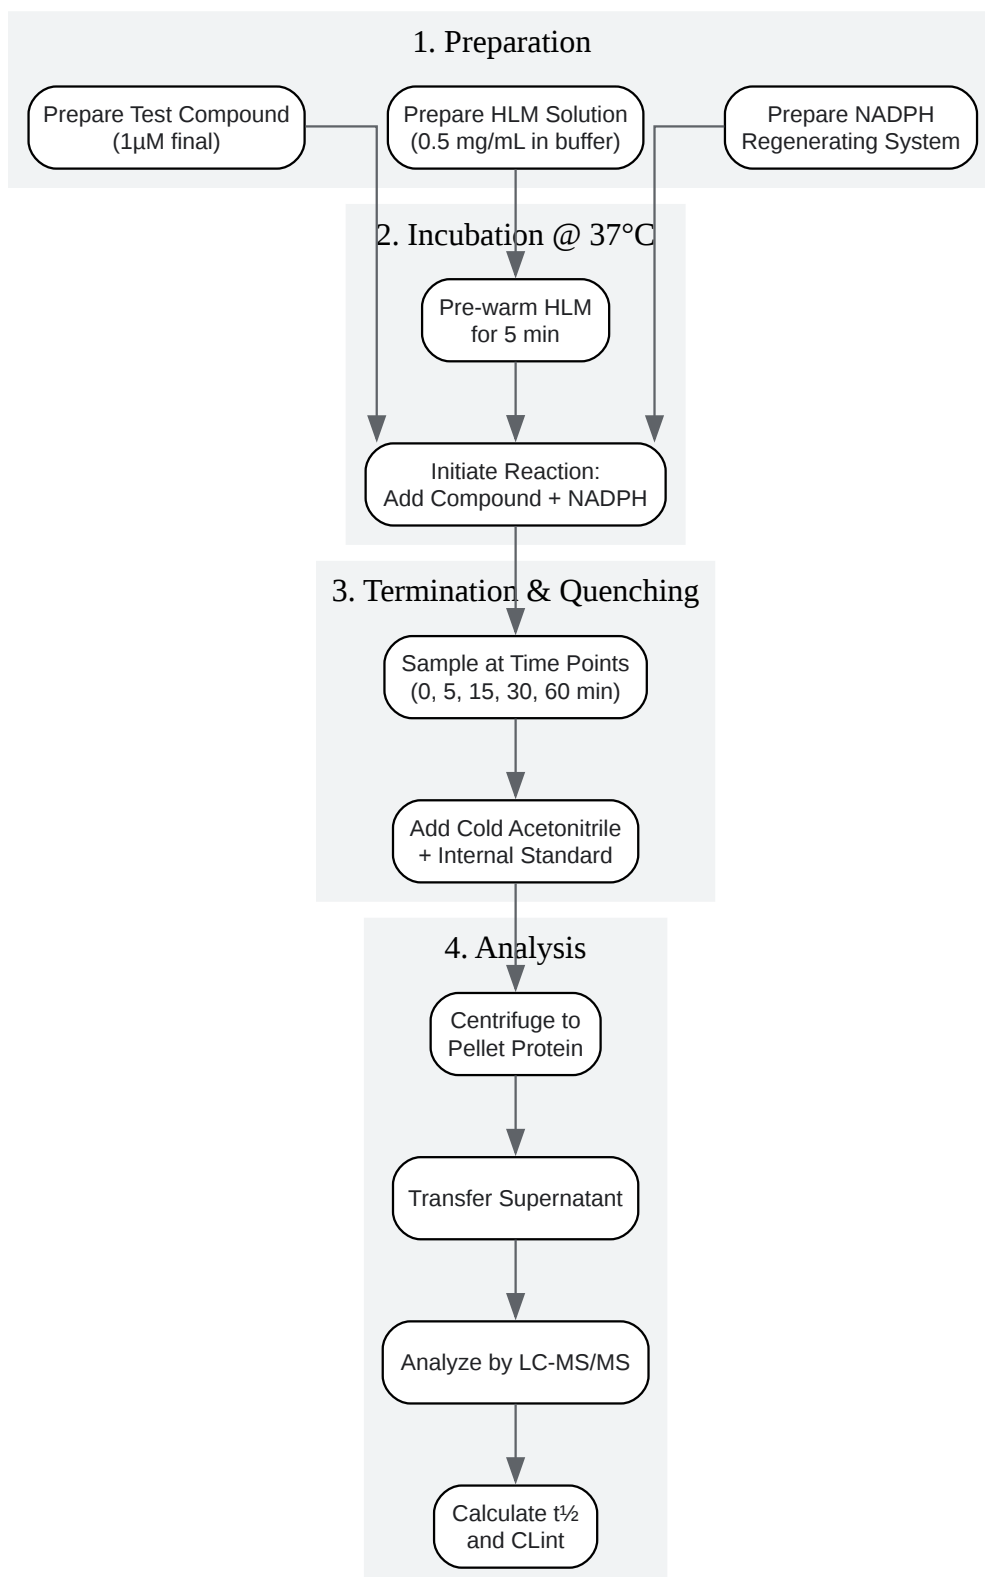 1. Preparation
Prepare Test Compound
(1µM final)
Prepare HLM Solution
(0.5 mg/mL in buffer)
Prepare NADPH
Regenerating System
2. Incubation @ 37°C
Pre-warm HLM
for 5 min
Initiate Reaction:
Add Compound + NADPH
3. Termination & Quenching
Sample at Time Points
(0, 5, 15, 30, 60 min)
Add Cold Acetonitrile
+ Internal Standard
4. Analysis
Centrifuge to
Pellet Protein
Transfer Supernatant
Analyze by LC-MS/MS
Calculate t½
and CLint